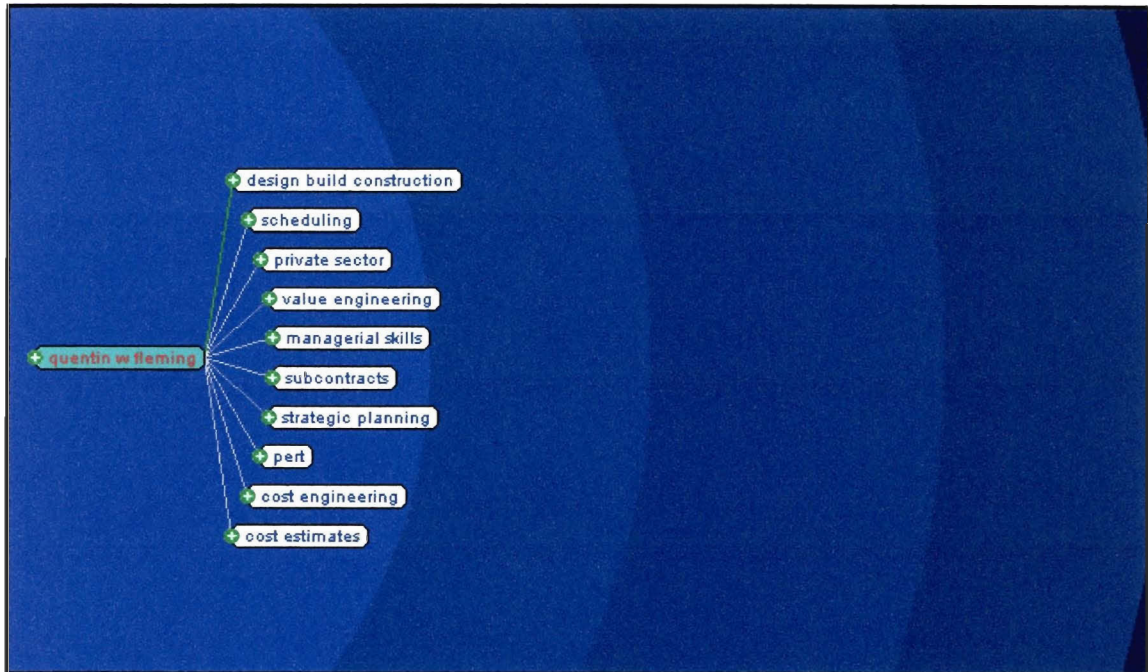 design build construction
scheduling
private sector
value engineering
managerial skills
quentin w fleming
subcontracts
strategic planning
pert
cost engineering
cost estimates